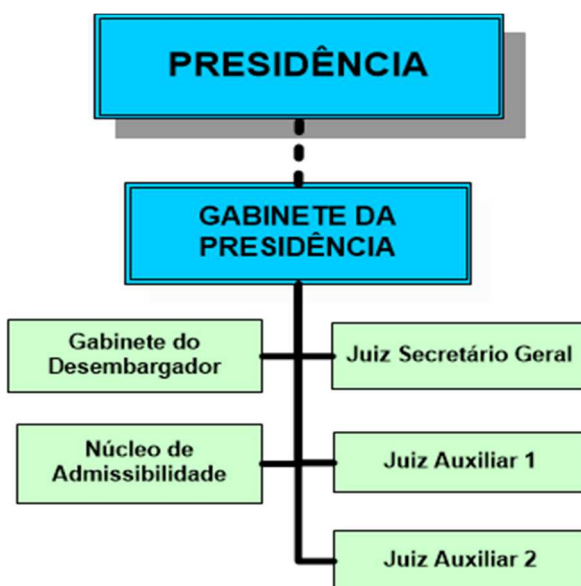 PRESIDÊNCIA
GABINETE DA
PRESIDÊNCIA
Gabinete do
Desembargador
Juiz Secretário Geral
Núcleo de
Admissibilidade
Juiz Auxiliar 1
Juiz Auxiliar 2